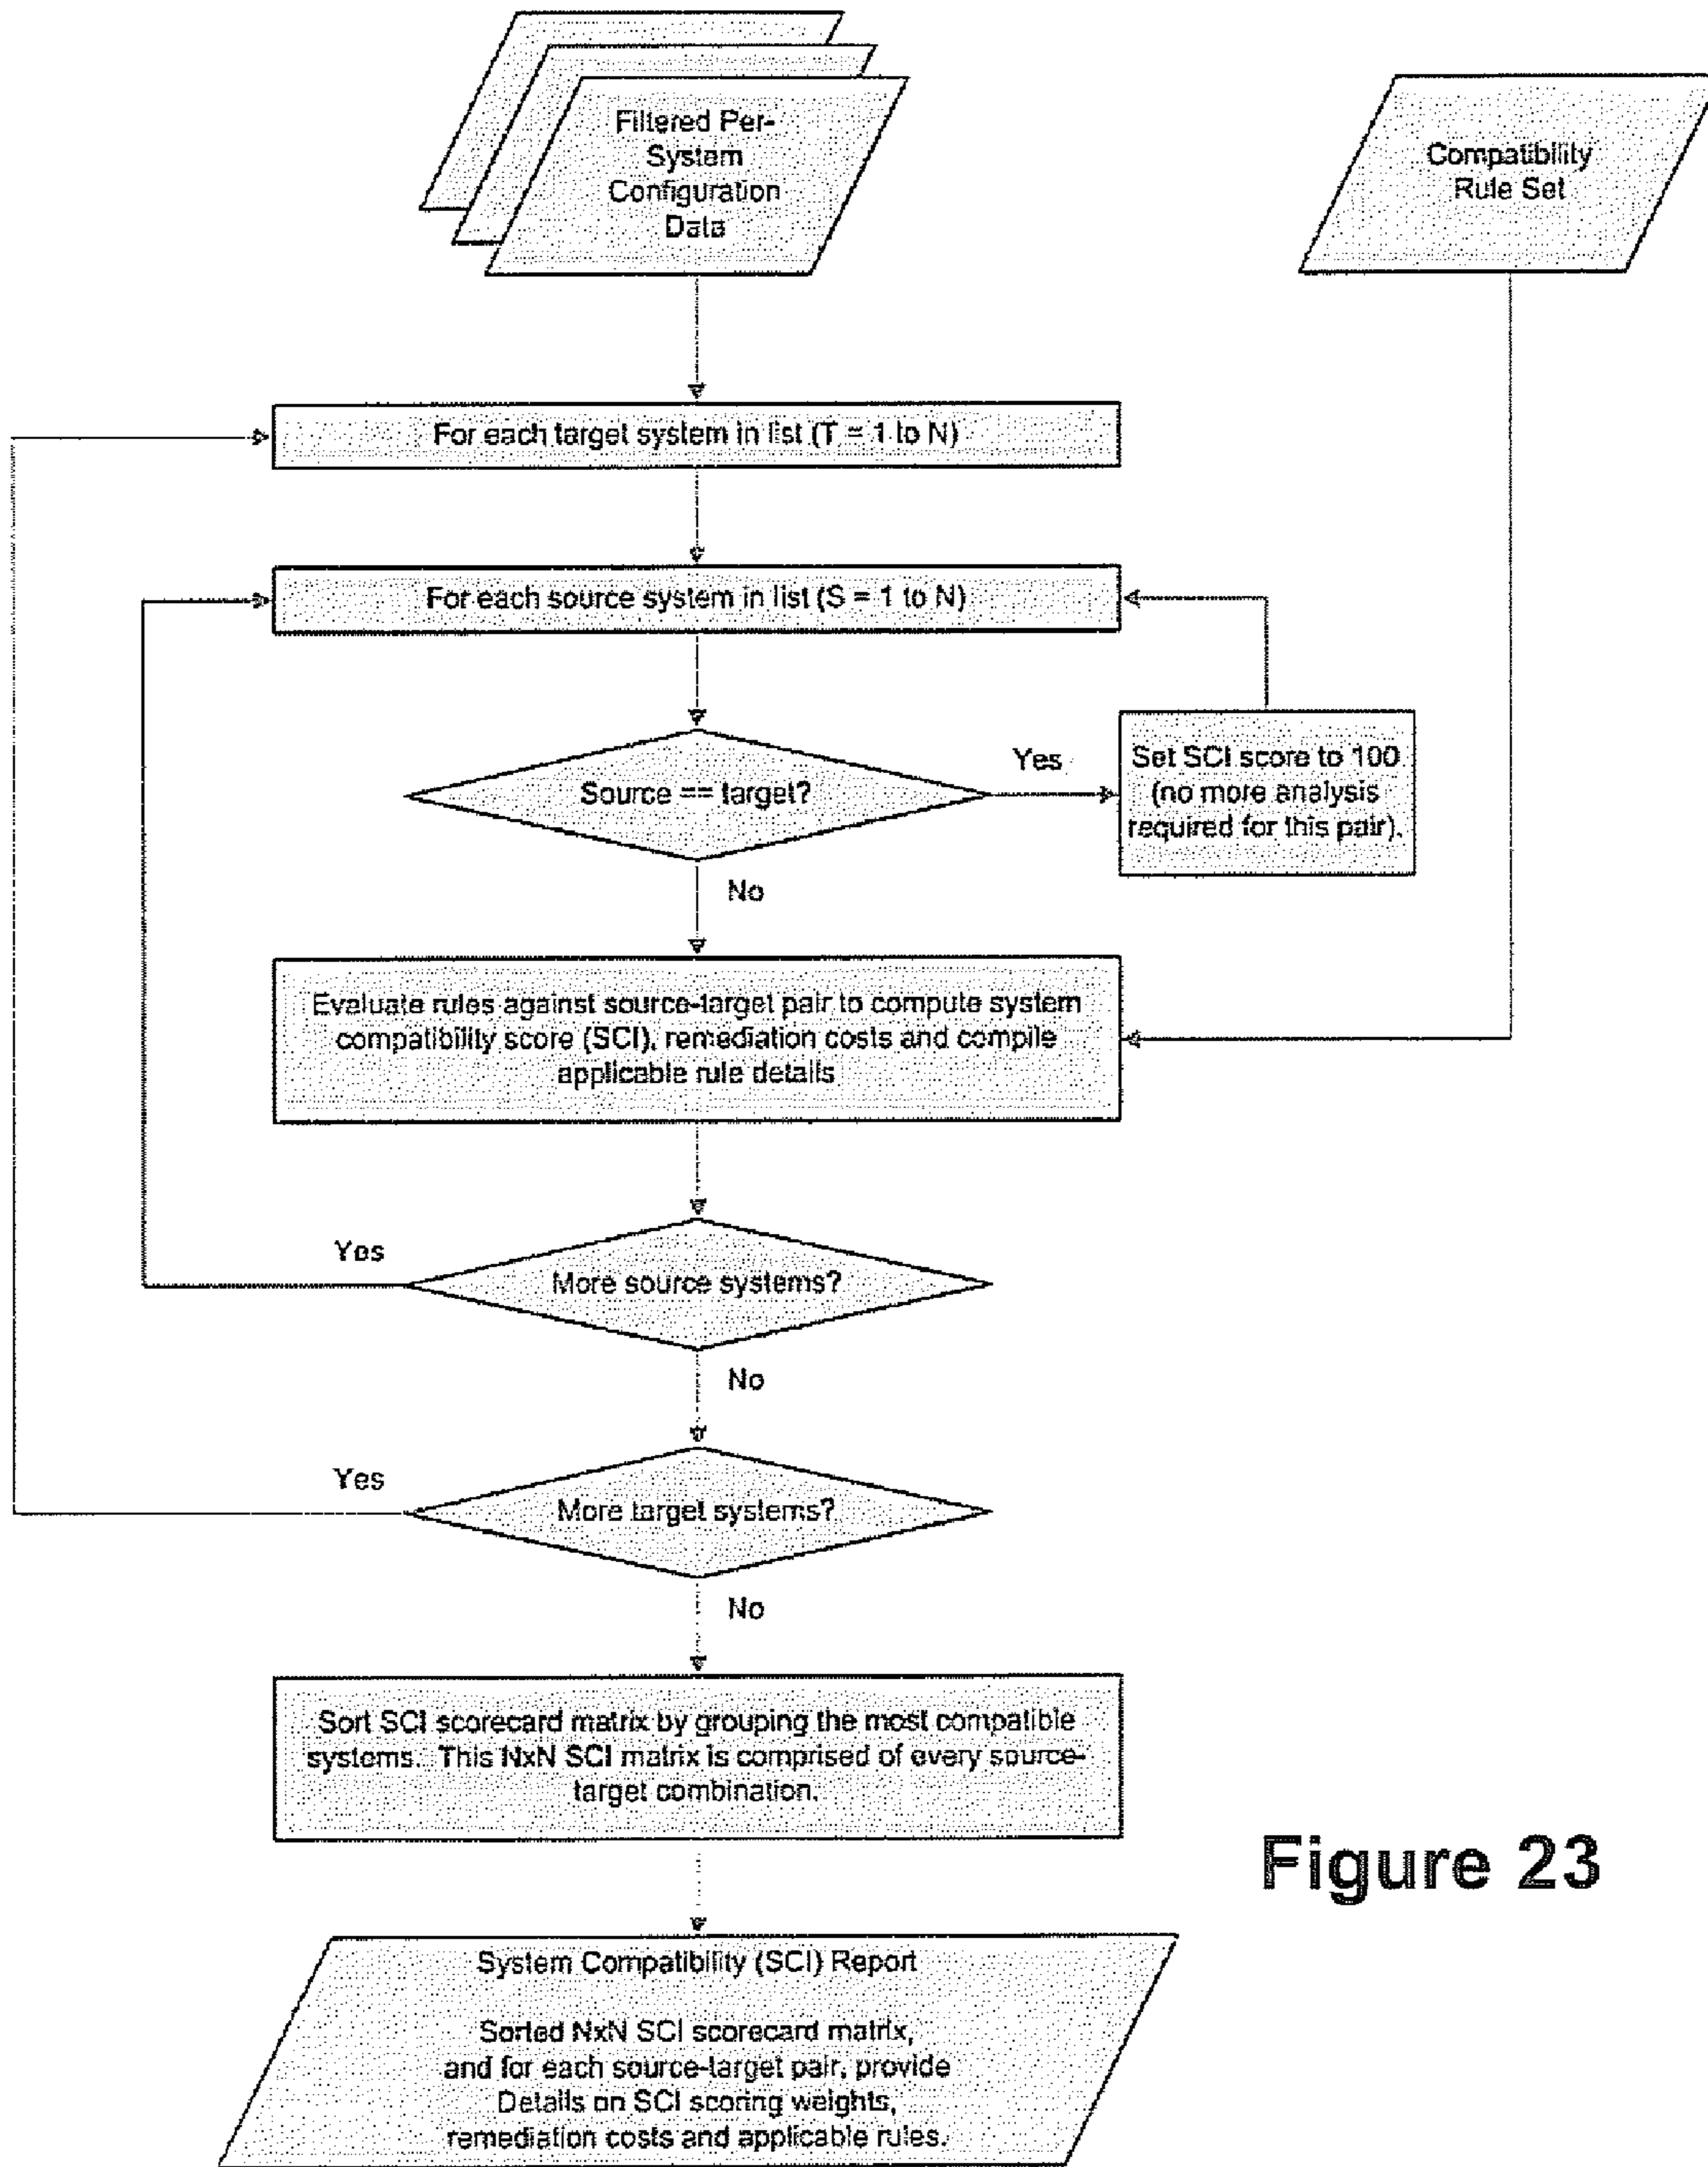 Filtered Per-
System
Configuration
Data
Compatibility
Rule Set
For each target system in list (T = 1 to N)
For each source system in list (S = 1 to N)
Source == target?
Yes
Set SCI score to 100
(no more analysis
required for this pair).
No
Evaluate rules against source-target pair to compute system
compatibility score (SCI), remediation costs and compile
applicable rule details
Yes
More source systems?
No
Yes
More target systems?
No
Sort SCI scorecard matrix by grouping the most compatible
systems. This NxN SCI matrix is comprised of every source-
target combination.
Figure 23
System Compatibility (SCI) Report
Sorted NxN SCI scorecard matrix,
and for each source-target pair, provide
Details on SCI scoring weights,
remediation costs and applicable rules.